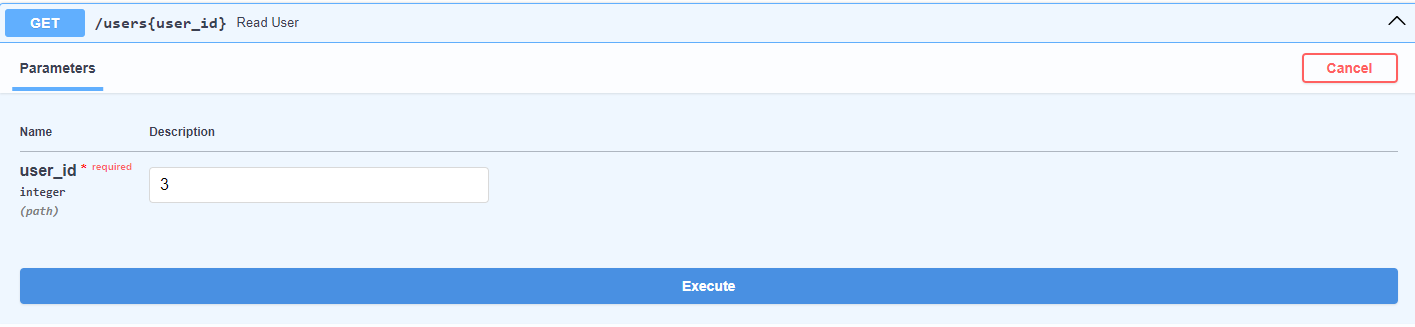 GET /users{user_id} Read User
Parameters
Cancel
Name Description
user_id * required
integer
(path)
3
Execute